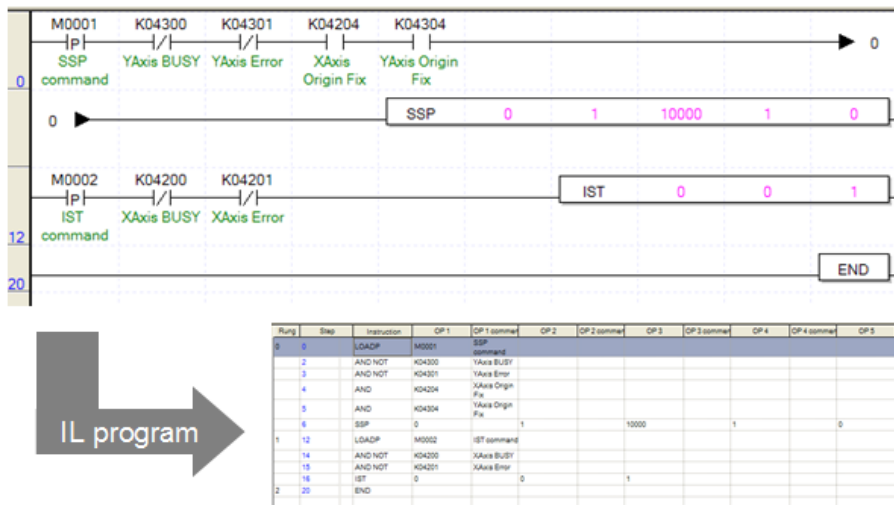 M0001 K04300 K04301 K04204 K04304
P
0
SSP YAxis BUSY YAxis Error XAxis YAxis Origin
0 command Origin Fix Fix
0 SSP 0 1 10000 1 0
M0002 K04200 K04201
P
IST 0 0 1
IST XAxis BUSY XAxis Error
12 command
END
20
IL program
Rung Step Instruction OP 1 OP 1 commer OP 2 OP 2 commer OP 3 OP 3 commer OP 4 OP 4 commer OP 5
0 0 LOADP M0001 SSP
command
2 AND NOT K04300 YAxis BUSY
3 AND NOT K04301 YAxis Error
4 AND K04204 XAxis Origin
Fix
5 AND K04304 YAxis Origin
Fix
6 SSP 0 1 10000 1 0
1 12 LOADP M0002 IST command
14 AND NOT K04200 XAxis BUSY
15 AND NOT K04201 XAxis Error
16 IST 0 0 1
2 20 END